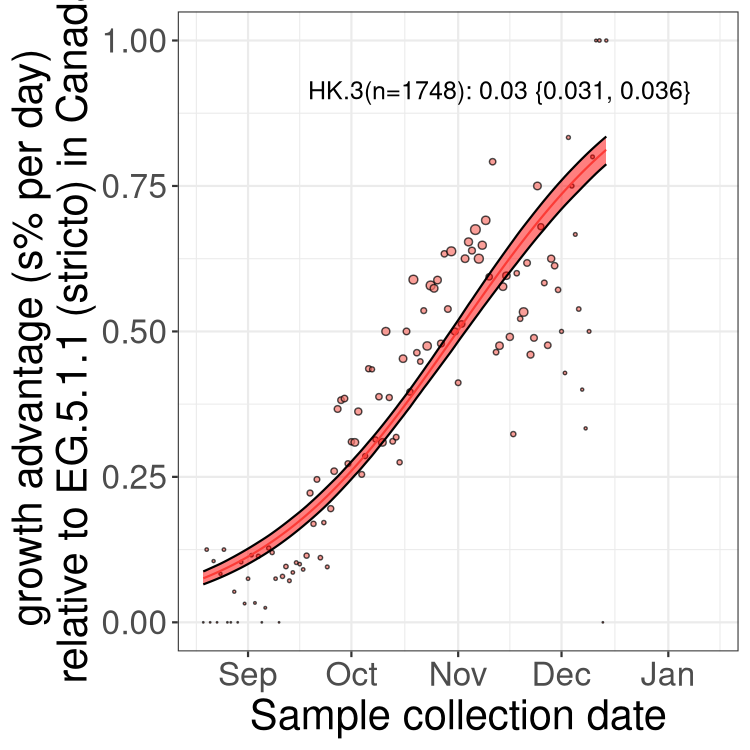 growth advantage (s% per day)
relative to EG.5.1.1 (stricto) in Canada
1.00
0.75
0.50
0.25
0.00
HK.3(n=1748): 0.03 {0.031, 0.036}
Sep Oct Nov Dec Jan
Sample collection date